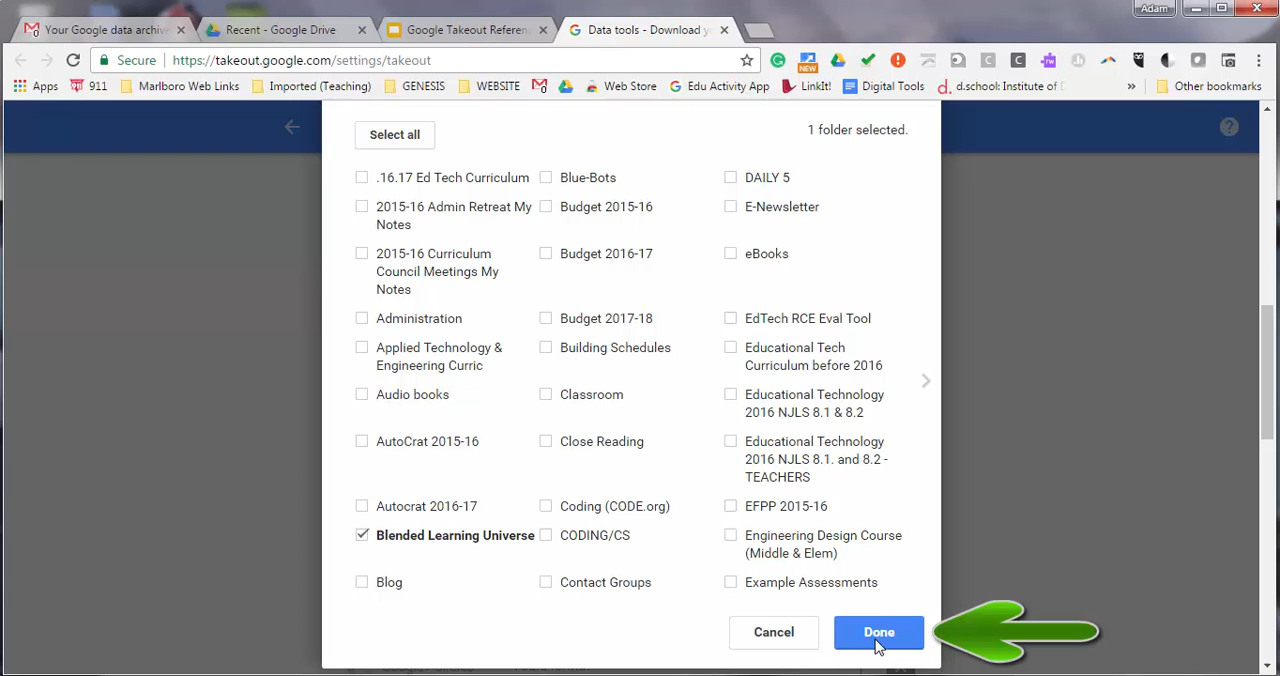 Adam
Your Google data archiv
Recent - Google Drive
Google Takeout Referen
Data tools - Download y
Secure
https://takeout.google.com/settings/takeout
NEW
Apps
911
Marlboro Web Links
Imported (Teaching)
GENESIS
WEBSITE
Web Store
Edu Activity App
LinkIt!
Digital Tools
d.school: Institute of D
»
Other bookmarks
Select all
1 folder selected.
.16.17 Ed Tech Curriculum
2015-16 Admin Retreat My
Notes
2015-16 Curriculum
Council Meetings My
Notes
Administration
Applied Technology &
Engineering Curric
Audio books
AutoCrat 2015-16
Autocrat 2016-17
Blended Learning Universe
Blog
Blue-Bots
Budget 2015-16
Budget 2016-17
Budget 2017-18
Building Schedules
Classroom
Close Reading
Coding (CODE.org)
CODING/CS
Contact Groups
DAILY 5
E-Newsletter
eBooks
EdTech RCE Eval Tool
Educational Tech
Curriculum before 2016
Educational Technology
2016 NJLS 8.1 & 8.2
Educational Technology
2016 NJLS 8.1. and 8.2 -
TEACHERS
EFPP 2015-16
Engineering Design Course
(Middle & Elem)
Example Assessments
Cancel
Done